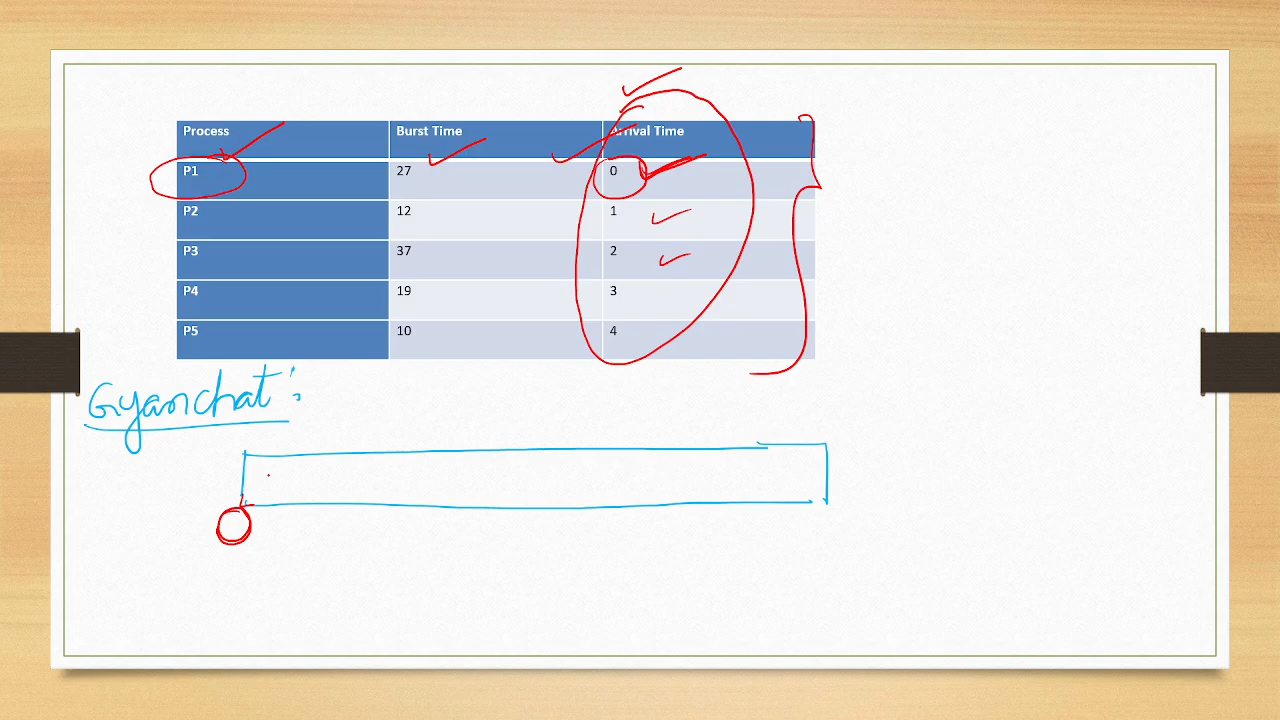 Process Burst Time Arrival Time
P1 27 0
P2 12 1
P3 37 2
P4 19 3
P5 10 4
Gyanchat:
0